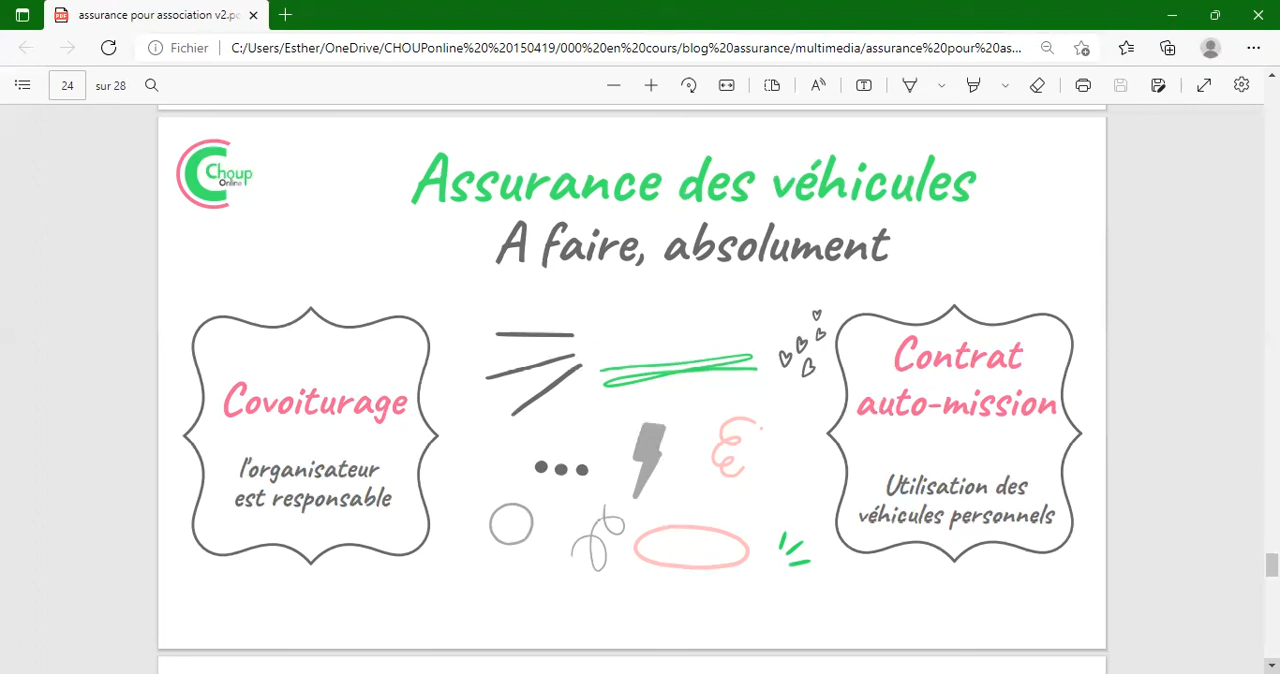 assurance pour association v2.pc
Fichier
C:/Users/Esther/OneDrive/CHOUPonline%20%20150419/000%20en%20cours/blog%20assurance/multimedia/assurance%20pour%20as...
24 sur 28
Choup
Online
Assurance des véhicules
A faire, absolument
Covoiturage
l'organisateur
est responsable
Contrat
auto-mission
Utilisation des
véhicules personnels